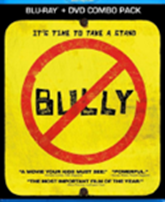 BLU-RAY + DVD COMBO PACK
IT'S TIME TO TAKE A STAND
BULLY
"A MOVIE YOUR KIDS MUST SEE." "POWERFUL."
"THE MOST IMPORTANT FILM OF THE YEAR."